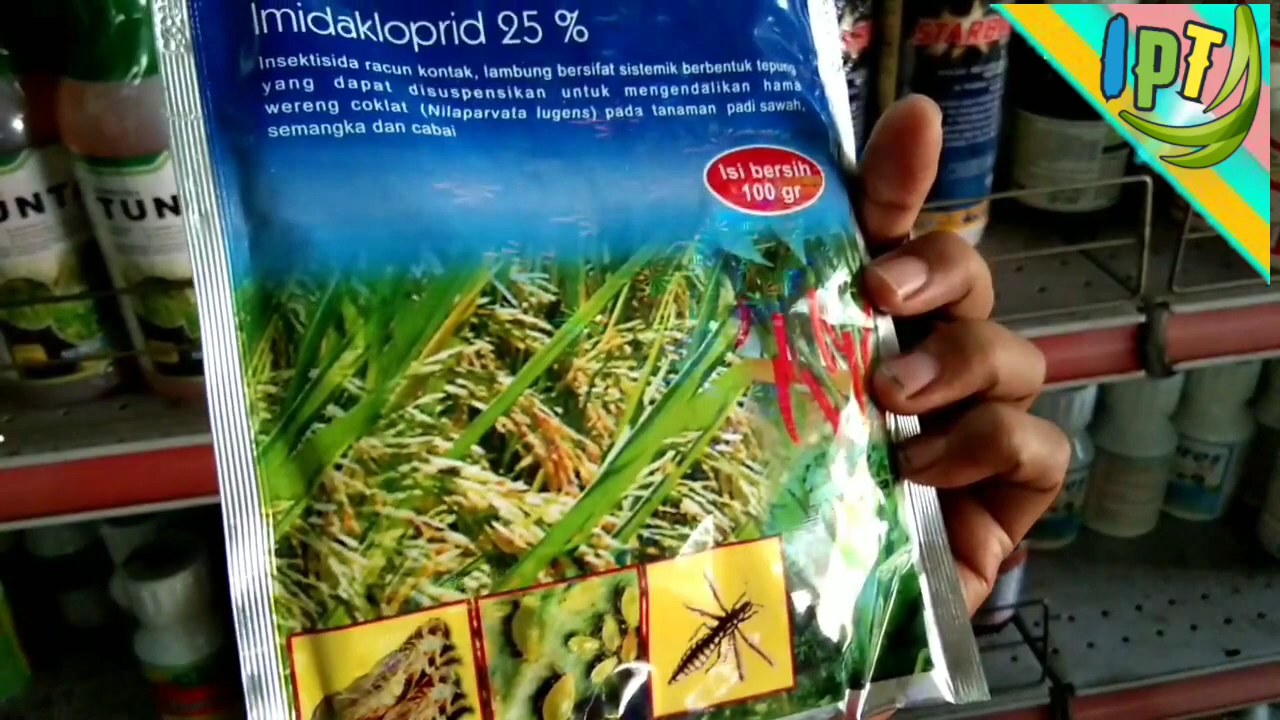 Imidakloprid 25 %
Insektisida racun kontak, lambung bersifat sistemik berbentuk tepung
yang dapat disuspensikan untuk mengendalikan hama
wereng coklat (Nilaparvata lugens) pada tanaman padi sawah,
semangka dan cabai
Isi bersih
100 gr
TUN
IPT